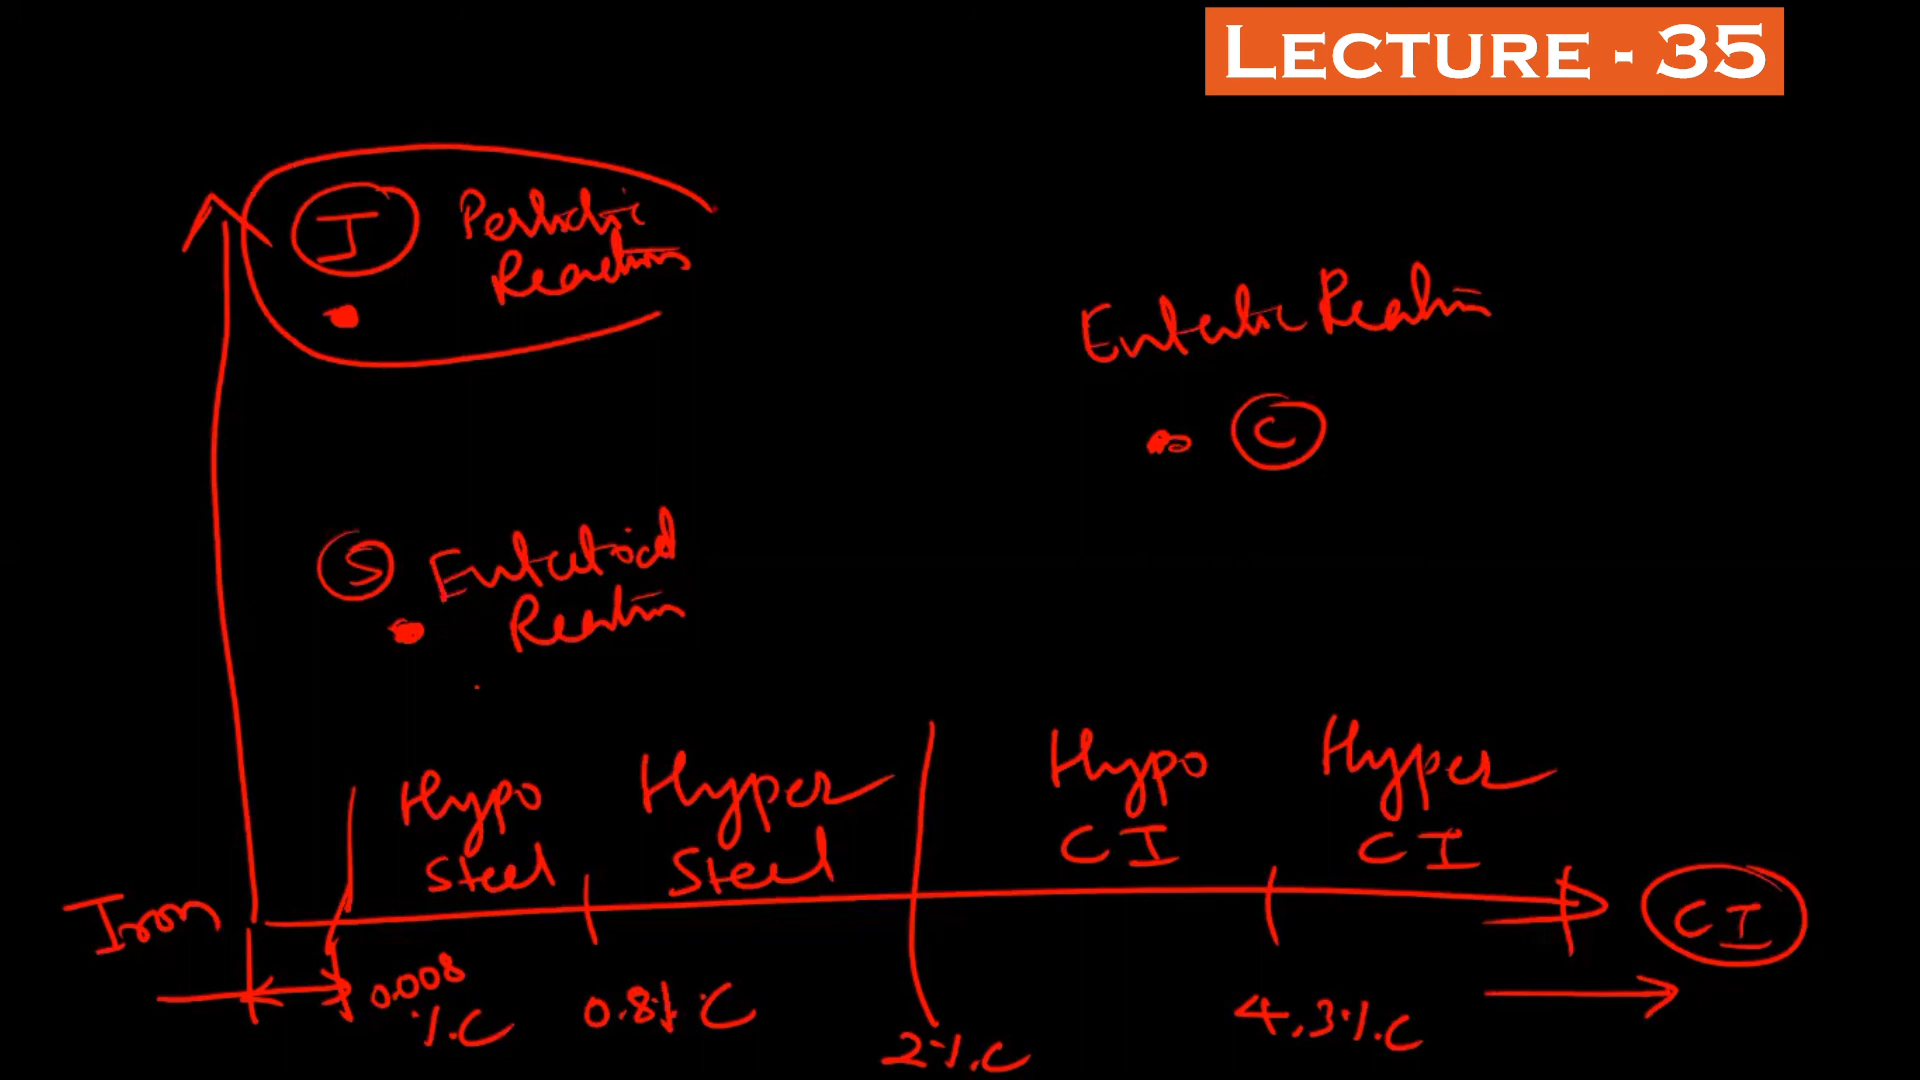 LECTURE - 35
J
Peritectic
Reactions
Eutectic Reaction
C
S
Eutectoid
Reaction
Hypo
Steel
Hyper
Steel
Hypo
CI
Hyper
CI
Iron
CI
0.008
%C
0.8% C
2%C
4.3%C